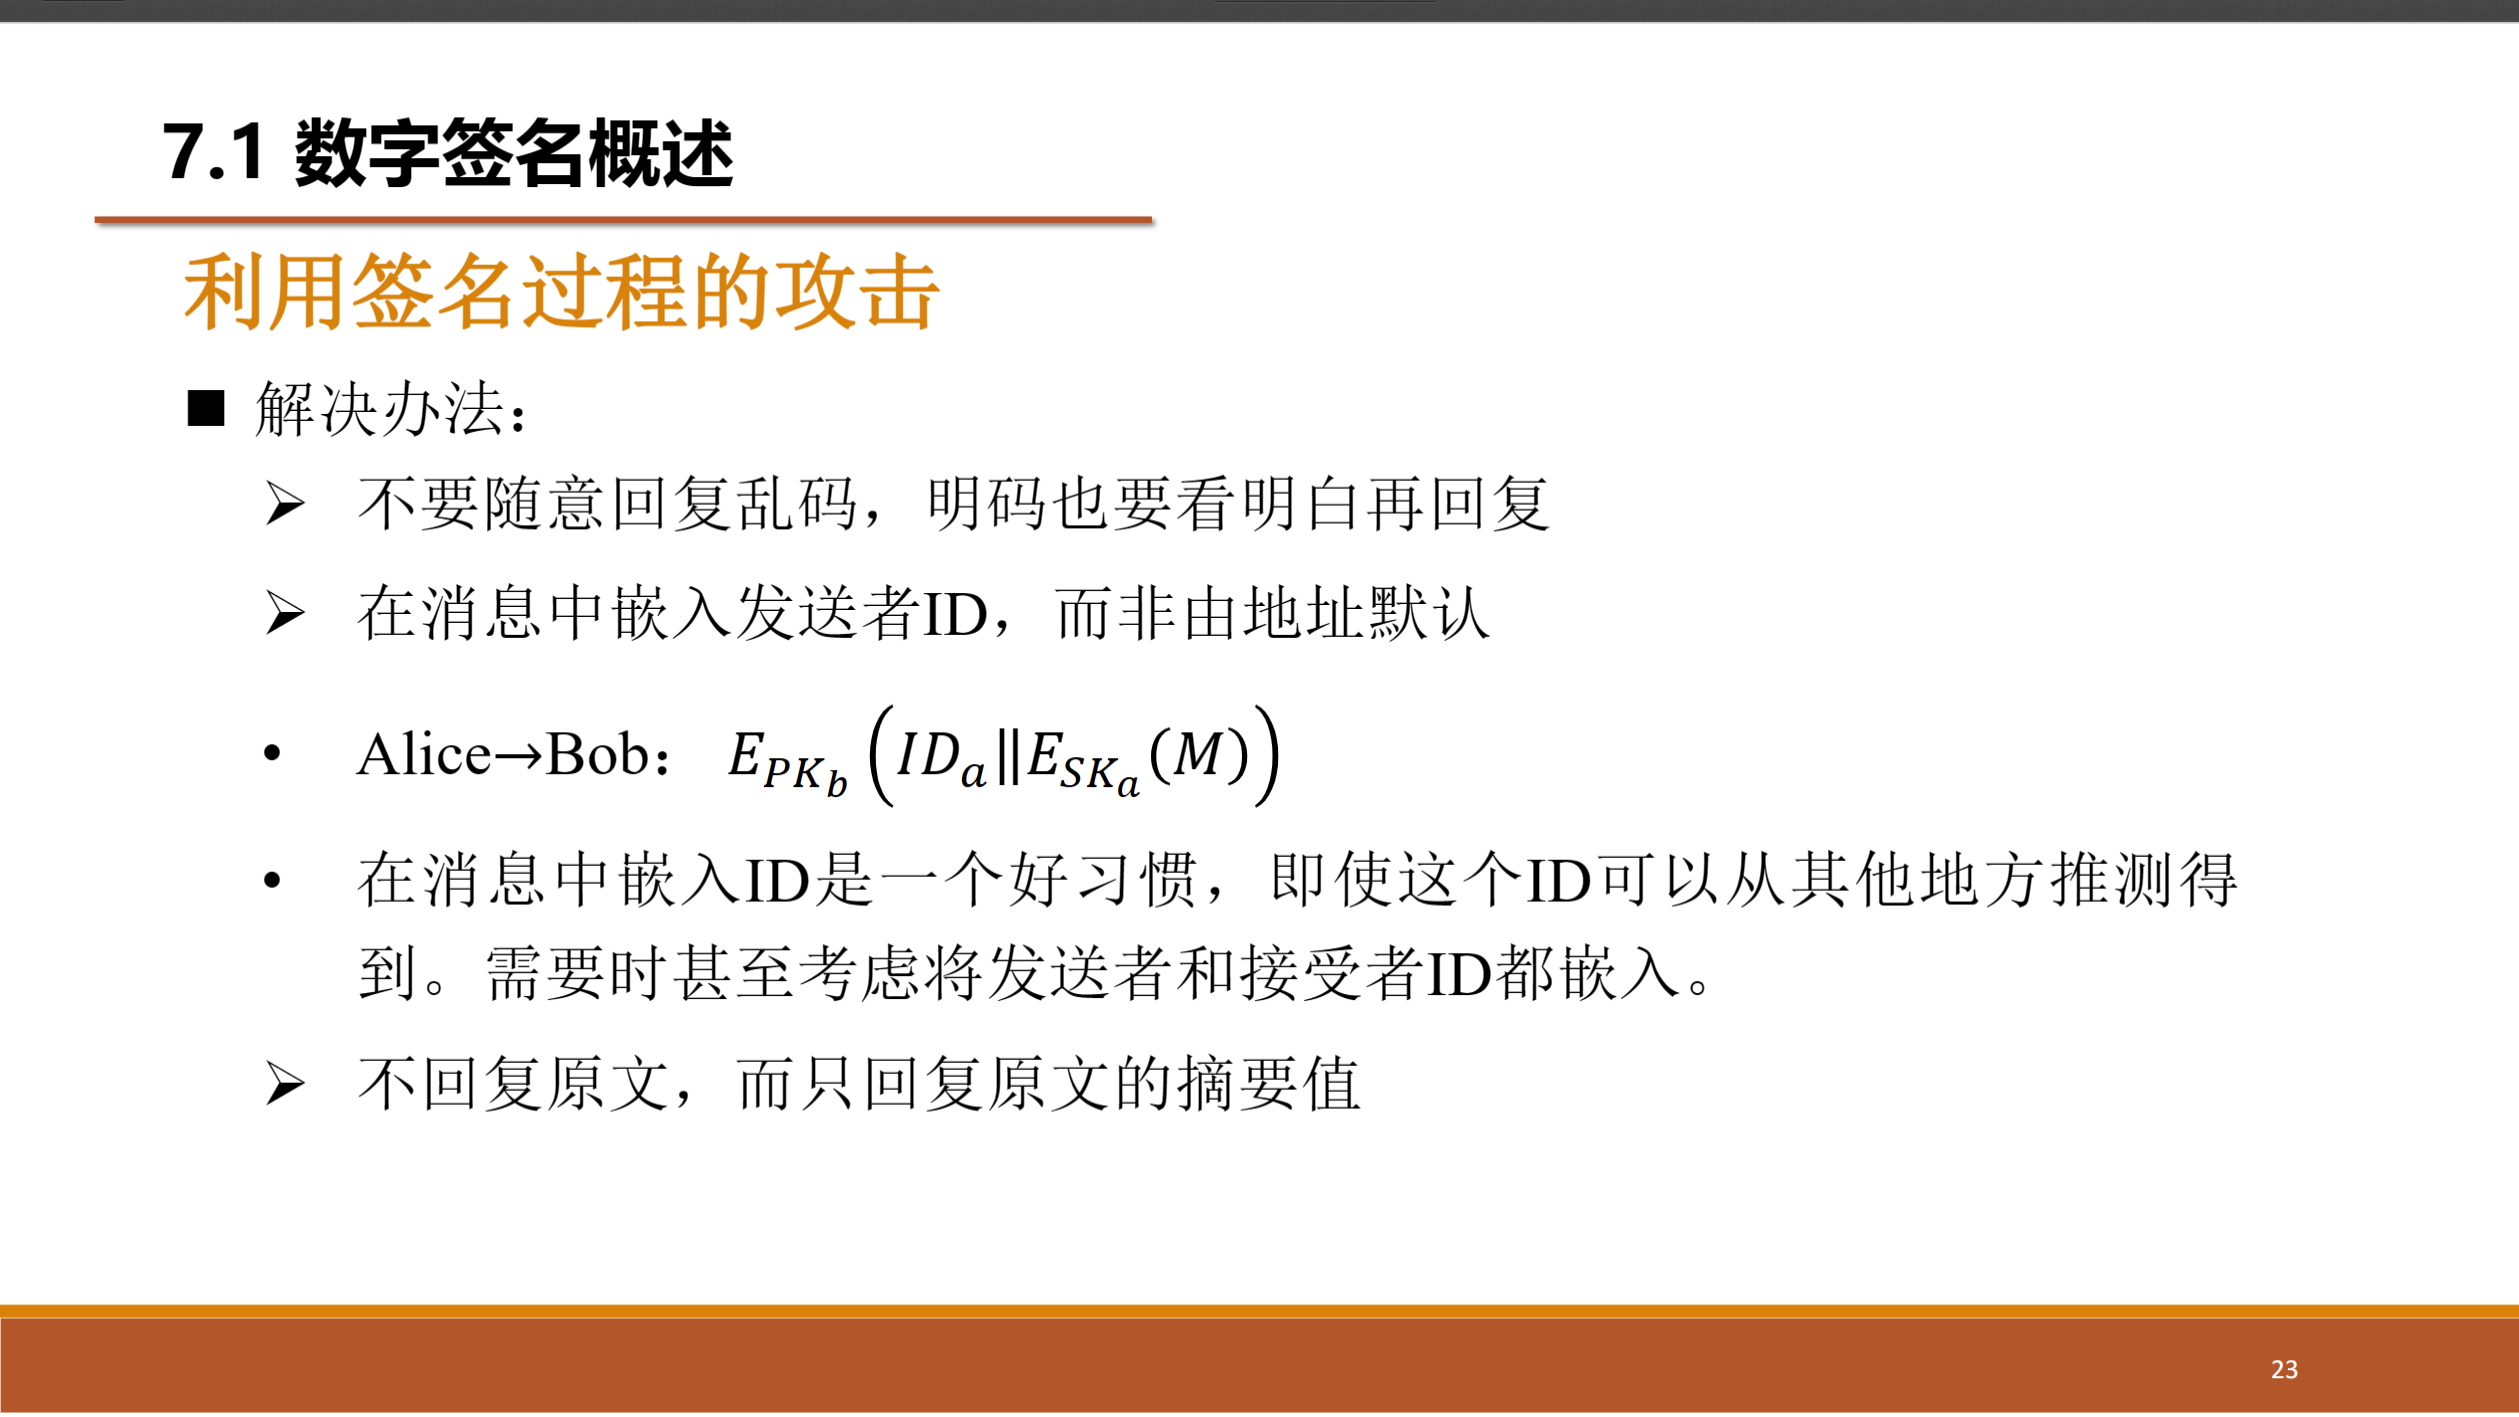 7.1 数字签名概述
利用签名过程的攻击
■ 解决办法：
➢ 不要随意回复乱码，明码也要看明白再回复
➢ 在消息中嵌入发送者ID，而非由地址默认
• Alice→Bob： E_{PK_b}(ID_a‖E_{SK_a}(M))
• 在消息中嵌入ID是一个好习惯，即使这个ID可以从其他地方推测得
到。需要时甚至考虑将发送者和接受者ID都嵌入。
➢ 不回复原文，而只回复原文的摘要值
23